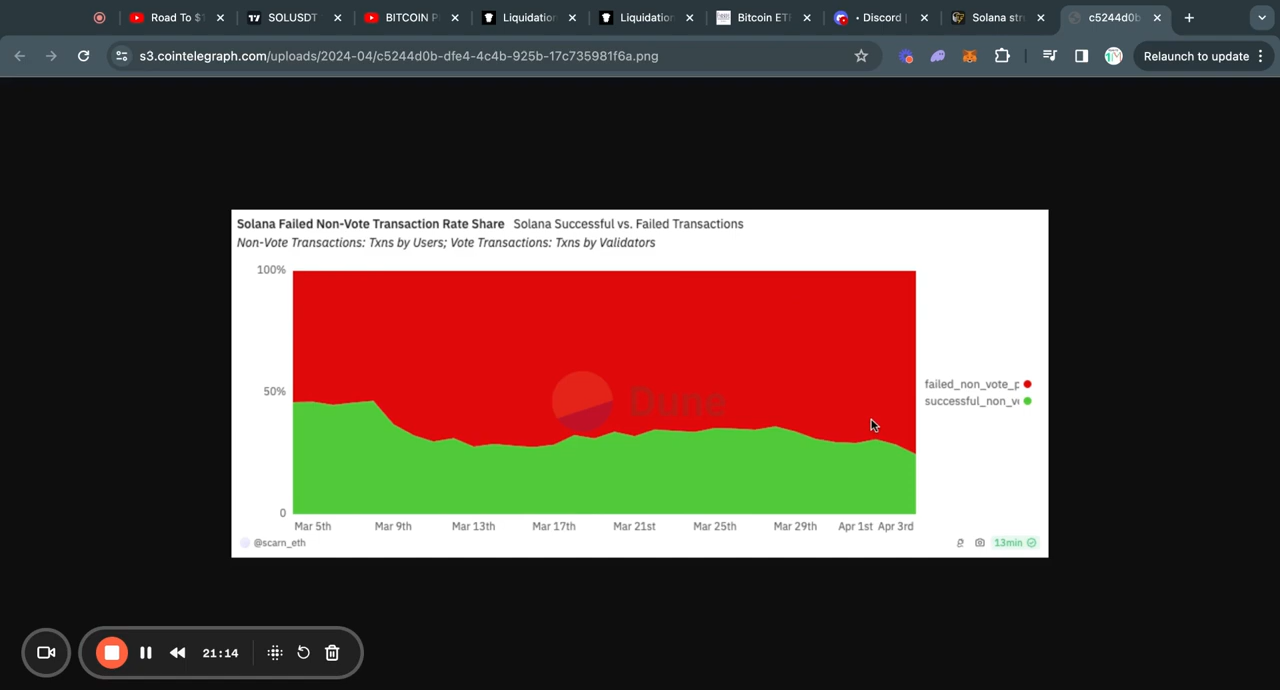 Road To $1
SOLUSDT
BITCOIN P
Liquidation
Liquidation
Bitcoin ETF
• Discord |
Solana str
c5244d0b
s3.cointelegraph.com/uploads/2024-04/c5244d0b-dfe4-4c4b-925b-17c735981f6a.png
Relaunch to update
Solana Failed Non-Vote Transaction Rate Share Solana Successful vs. Failed Transactions
Non-Vote Transactions: Txns by Users; Vote Transactions: Txns by Validators
100%
50%
0
Dune
failed_non_vote_p
successful_non_v
Mar 5th Mar 9th Mar 13th Mar 17th Mar 21st Mar 25th Mar 29th Apr 1st Apr 3rd
@scarn_eth
13min
21:14